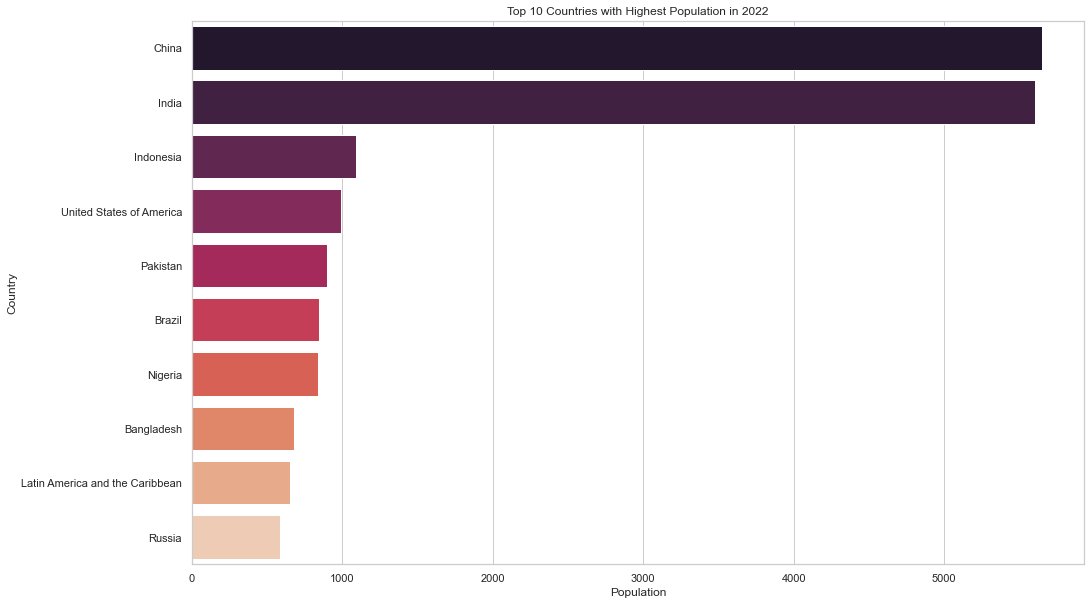 Top 10 Countries with Highest Population in 2022
China
India
Indonesia
United States of America
Pakistan
Brazil
Nigeria
Bangladesh
Latin America and the Caribbean
Russia
Country
0 1000 2000 3000 4000 5000
Population